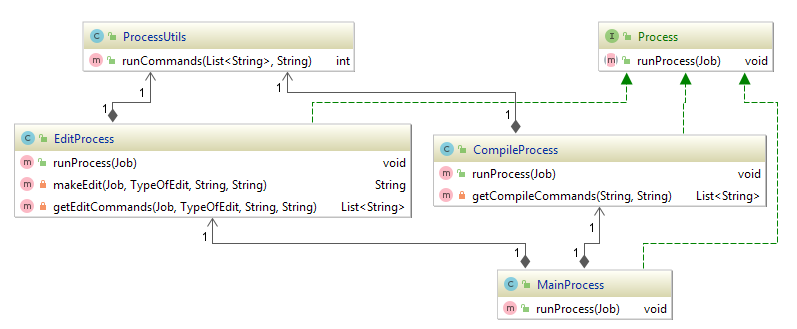 C ProcessUtils
m runCommands(List<String>, String) int
I Process
m runProcess(Job) void
1
1
1
1
C EditProcess
m runProcess(Job) void
m makeEdit(Job, TypeOfEdit, String, String) String
m getEditCommands(Job, TypeOfEdit, String, String) List<String>
C CompileProcess
m runProcess(Job) void
m getCompileCommands(String, String) List<String>
1
1
1
1
C MainProcess
m runProcess(Job) void